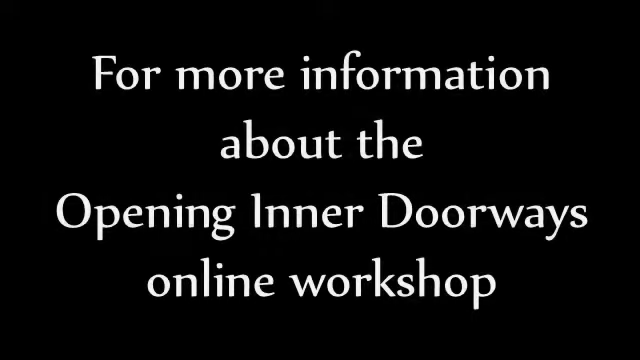 For more information
about the
Opening Inner Doorways
online workshop